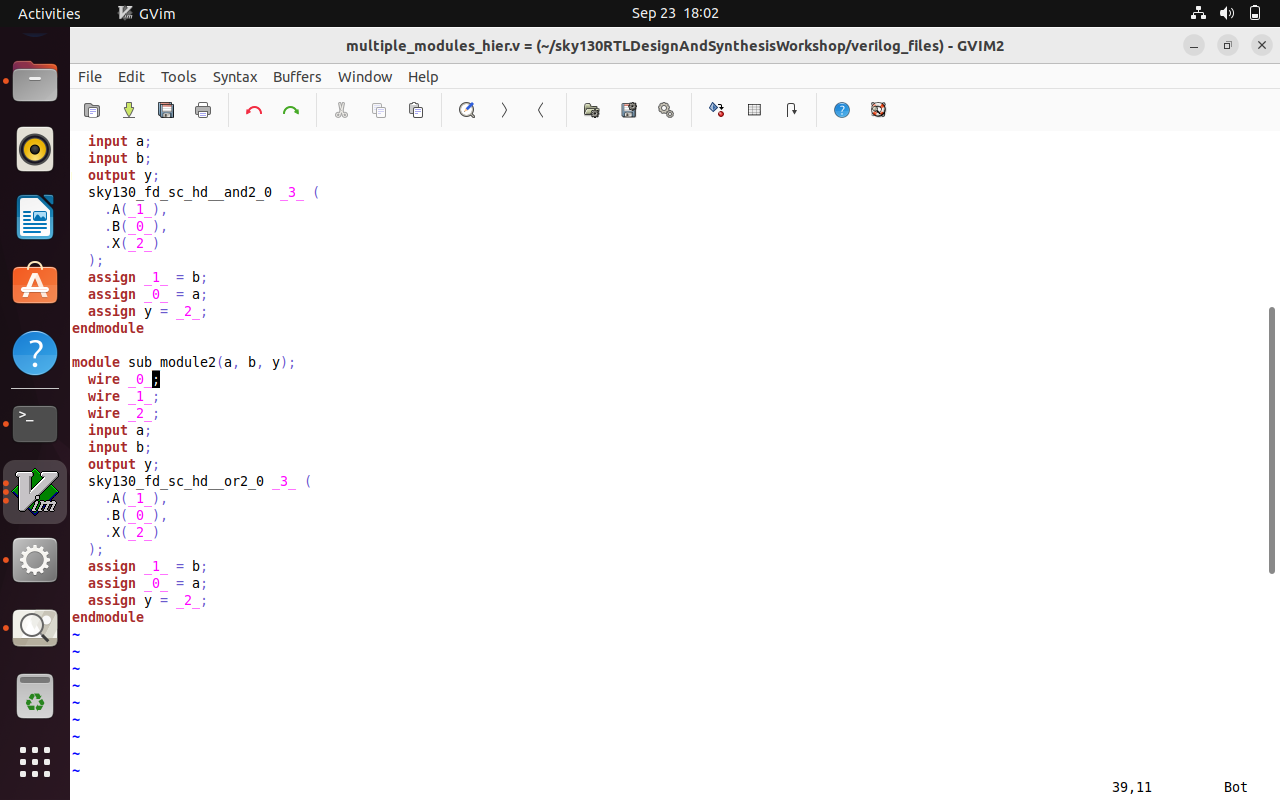 Activities GVim Sep 23 18:02
multiple_modules_hier.v = (~/sky130RTLDesignAndSynthesisWorkshop/verilog_files) - GVIM2
File Edit Tools Syntax Buffers Window Help
input a;
input b;
output y;
sky130_fd_sc_hd__and2_0 _3_ (
.A(_1_),
.B(_0_),
.X(_2_)
);
assign _1_ = b;
assign _0_ = a;
assign y = _2_;
endmodule
module sub_module2(a, b, y);
wire _0_;
wire _1_;
wire _2_;
input a;
input b;
output y;
sky130_fd_sc_hd__or2_0 _3_ (
.A(_1_),
.B(_0_),
.X(_2_)
);
assign _1_ = b;
assign _0_ = a;
assign y = _2_;
endmodule
~
~
~
~
~
~
~
~
~
39,11 Bot